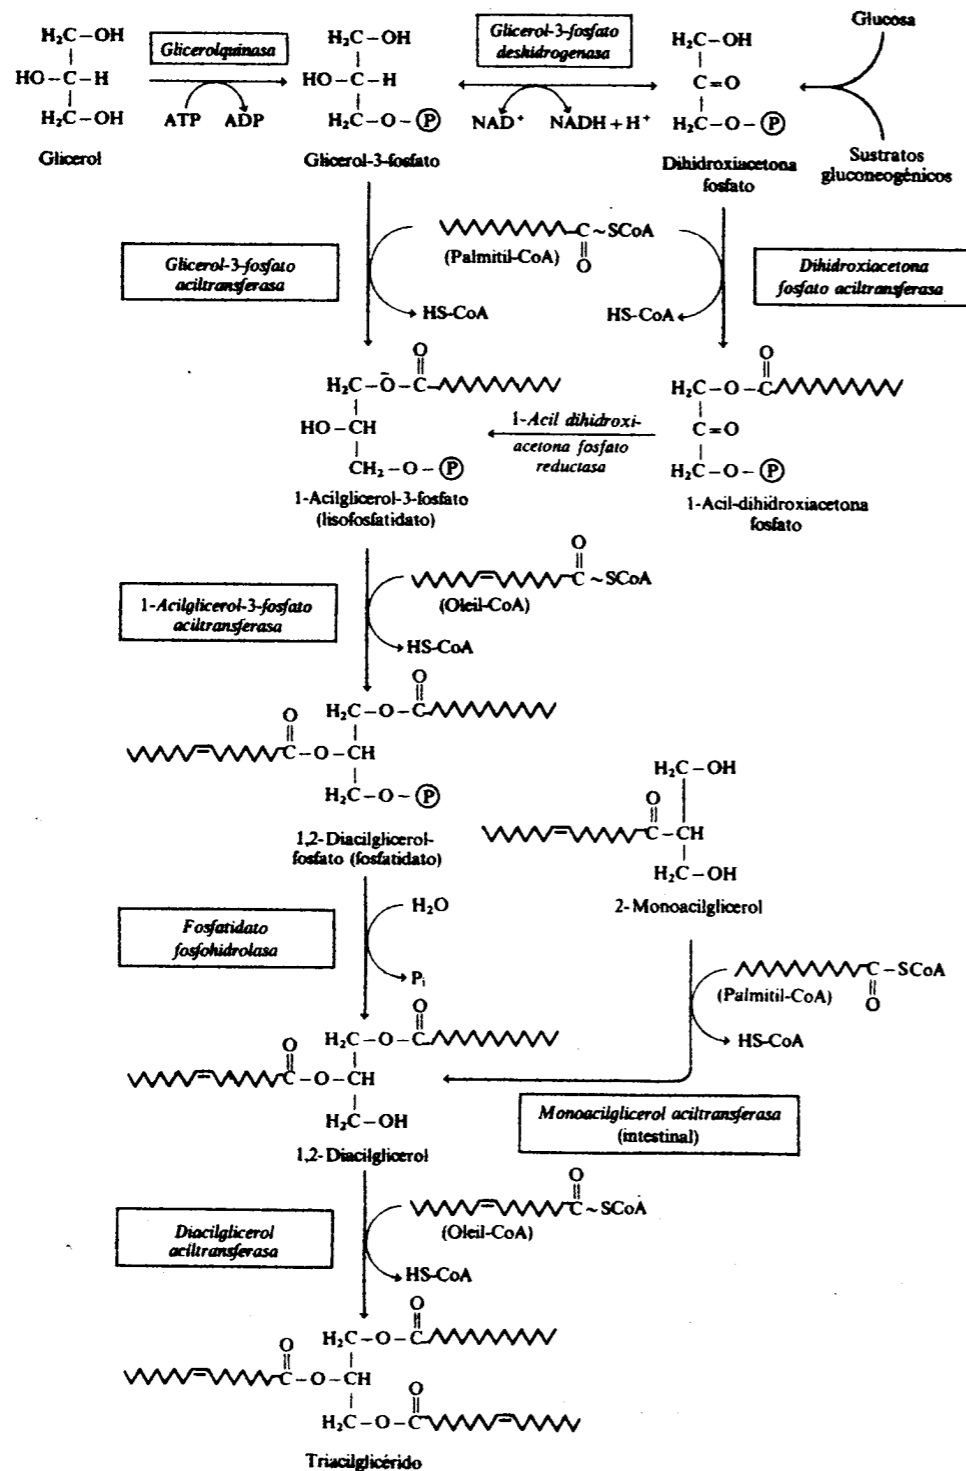 H₂C–OH
HO–C–H
H₂C–OH
Glicerol
Glicerolquinasa
ATP
ADP
H₂C–OH
HO–C–H
H₂C–O–P
Glicerol-3-fosfato
Glicerol-3-fosfato
deshidrogenasa
NAD⁺
NADH + H⁺
H₂C–OH
C=O
H₂C–O–P
Dihidroxiacetona
fosfato
Glucosa
Sustratos
gluconeogénicos
Glicerol-3-fosfato
aciltransferasa
C~SCoA
O
(Palmitil-CoA)
HS-CoA
HS-CoA
Dihidroxiacetona
fosfato aciltransferasa
O
H₂C–O–C
HO–CH
CH₂–O–P
1-Acilglicerol-3-fosfato
(lisofosfatidato)
1-Acil dihidroxi-
acetona fosfato
reductasa
O
H₂C–O–C
C=O
H₂C–O–P
1-Acil-dihidroxiacetona
fosfato
1-Acilglicerol-3-fosfato
aciltransferasa
O
C~SCoA
(Oleil-CoA)
HS-CoA
O
H₂C–O–C
O
C–O–CH
H₂C–O–P
1,2-Diacilglicerol-
fosfato (fosfatidato)
H₂C–OH
O
C–CH
H₂C–OH
2-Monoacilglicerol
Fosfatidato
fosfohidrolasa
H₂O
Pi
C–SCoA
O
(Palmitil-CoA)
HS-CoA
O
H₂C–O–C
O
C–O–CH
H₂C–OH
1,2-Diacilglicerol
Monoacilglicerol aciltransferasa
(intestinal)
Diacilglicerol
aciltransferasa
O
C~SCoA
(Oleil-CoA)
HS-CoA
O
H₂C–O–C
O
C–O–CH
O
H₂C–O–C
Triacilglicérido